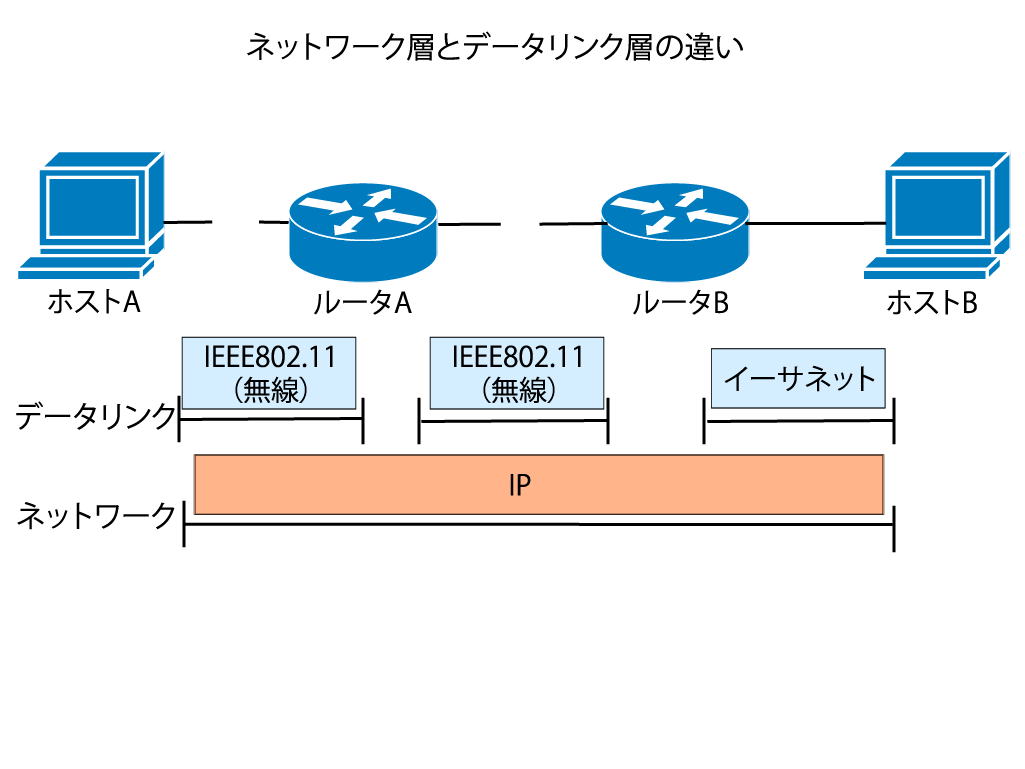 ネットワーク層とデータリンク層の違い
ホストA
ルータA
ルータB
ホストB
IEEE802.11
（無線）
IEEE802.11
（無線）
イーサネット
データリンク
IP
ネットワーク